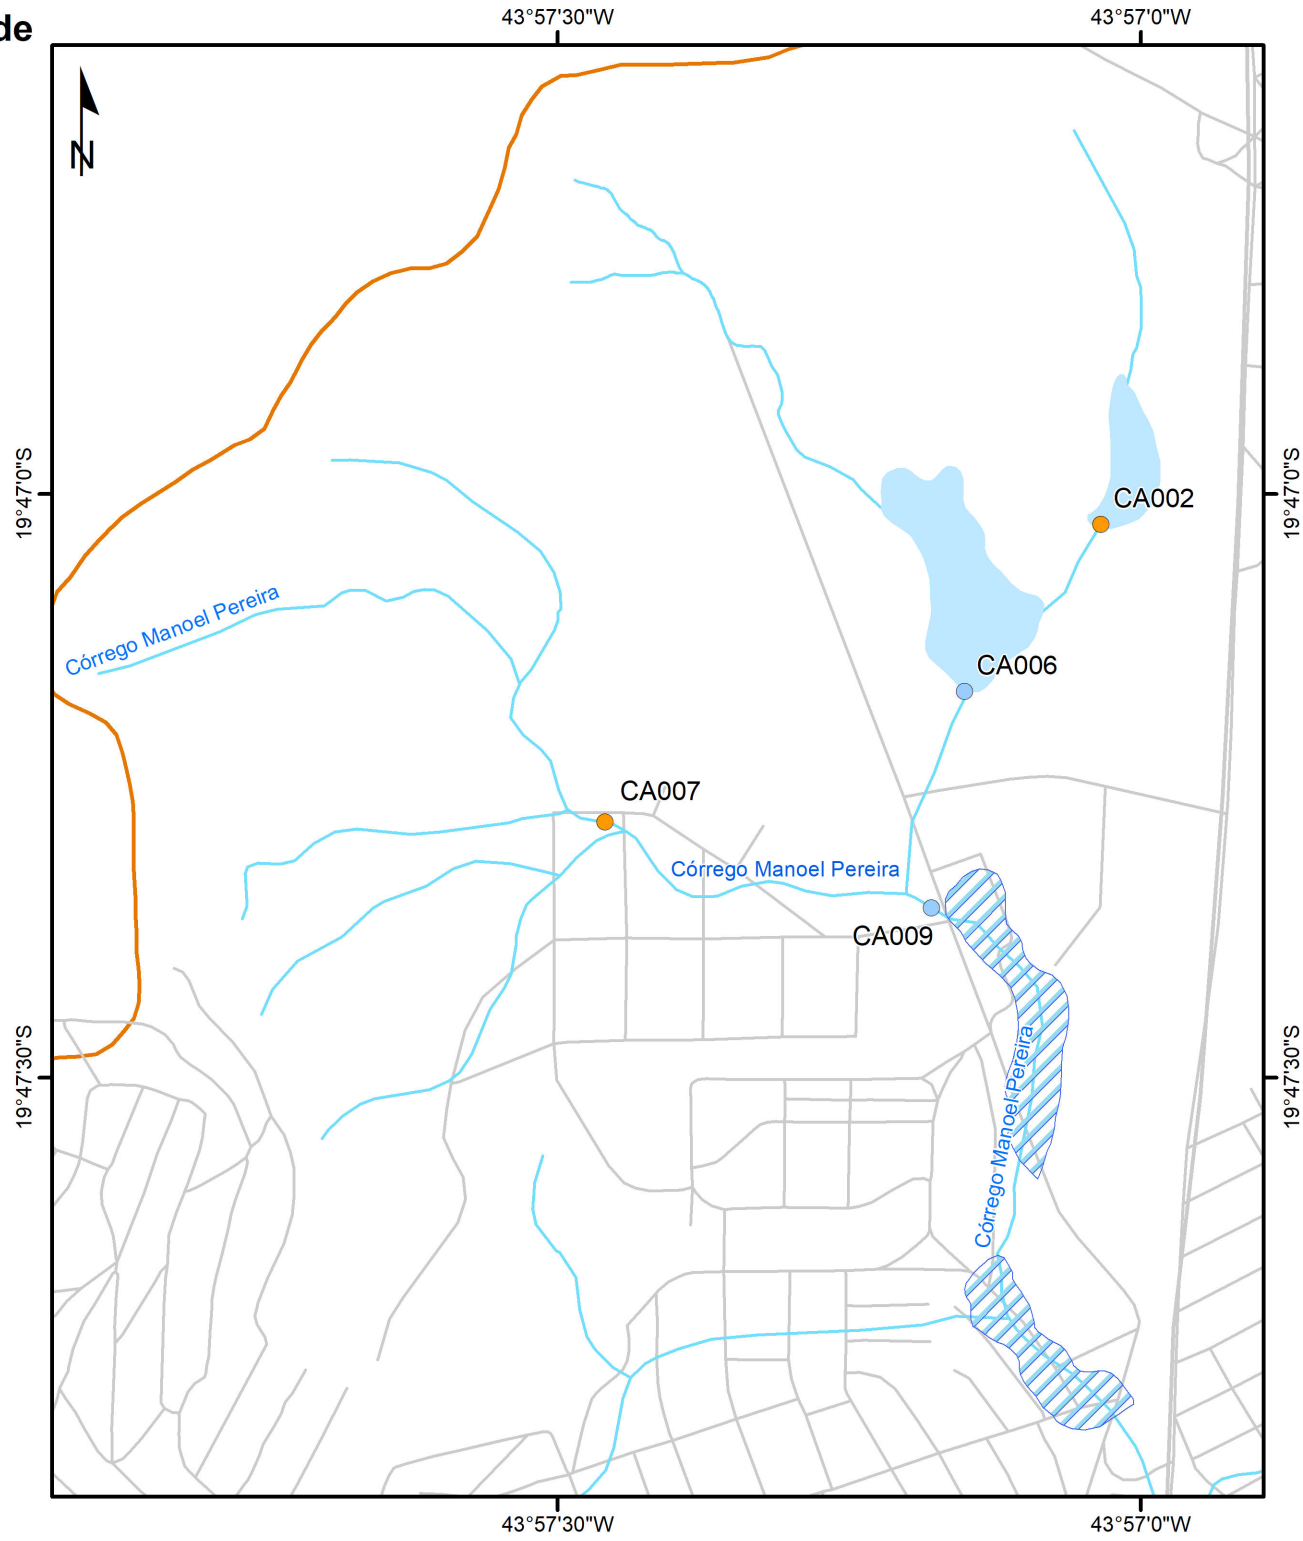 de
43°57'30"W
43°57'0"W
N
19°47'0"S
19°47'0"S
CA002
Córrego Manoel Pereira
CA006
CA007
Córrego Manoel Pereira
CA009
Córrego Manoel Pereira
19°47'30"S
19°47'30"S
43°57'30"W
43°57'0"W